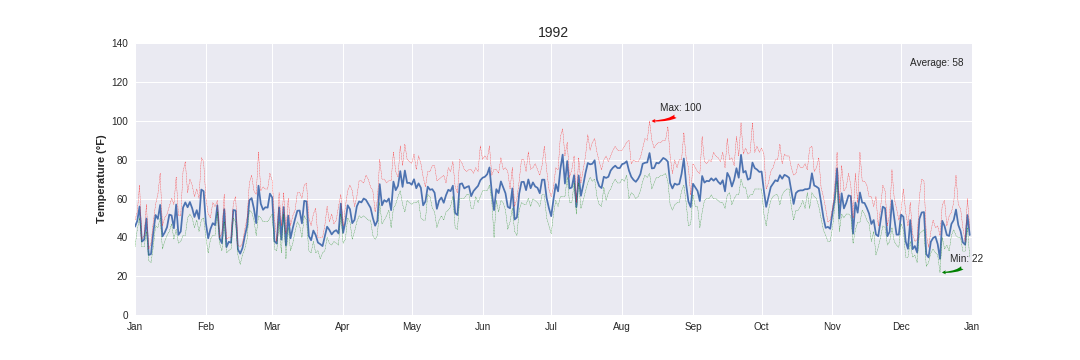 1992
140
Average: 58
120
Max: 100
100
80
Temperature (°F)
60
40
Min: 22
20
0
Jan Feb Mar Apr May Jun Jul Aug Sep Oct Nov Dec Jan